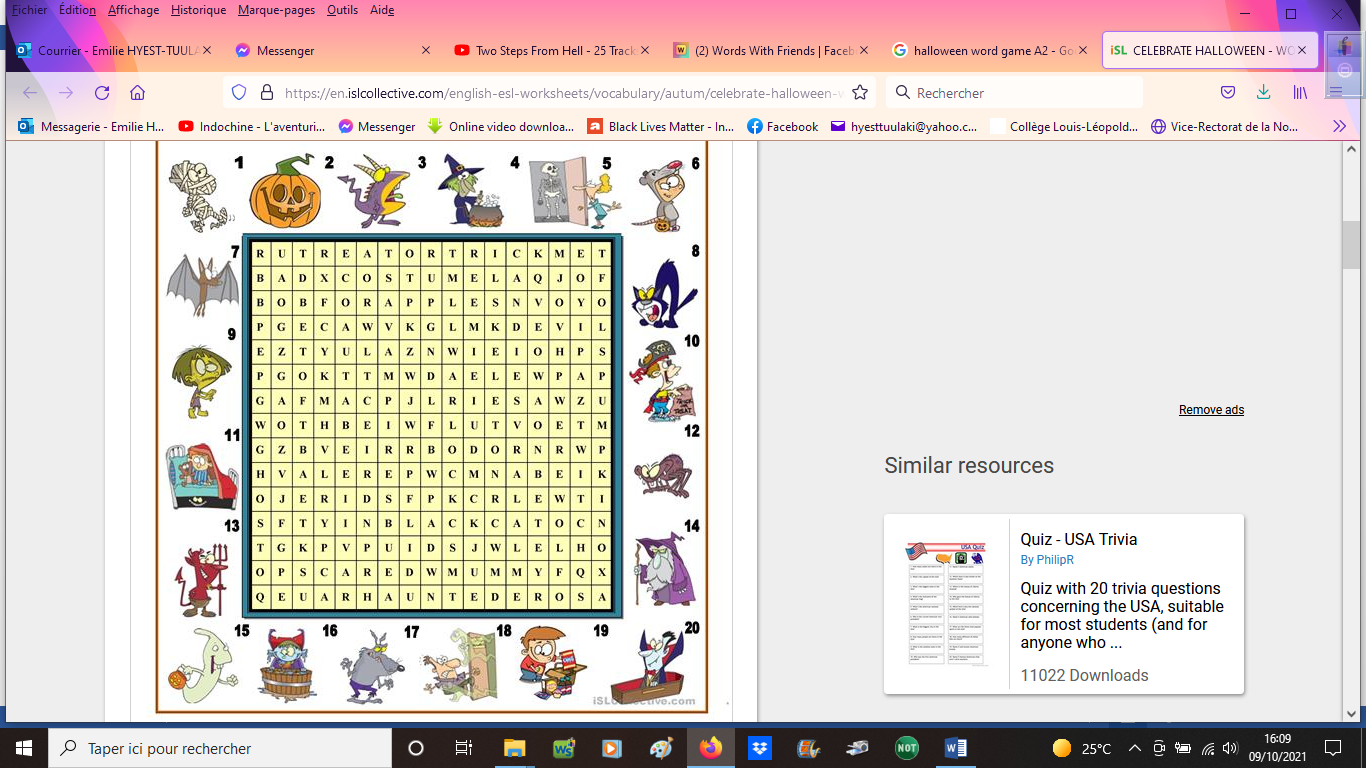 Fichier Édition Affichage Historique Marque-pages Outils Aide
Courrier - Emilie HYEST-TUULA
Messenger
Two Steps From Hell - 25 Track
(2) Words With Friends | Faceb
halloween word game A2 - Go
iSL CELEBRATE HALLOWEEN - WO
https://en.islcollective.com/english-esl-worksheets/vocabulary/autum/celebrate-halloween-w
Rechercher
Messagerie - Emilie H...
Indochine - L'aventuri...
Messenger
Online video downloa...
Black Lives Matter - In...
Facebook
hyesttuulaki@yahoo.c...
Collège Louis-Léopold...
Vice-Rectorat de la No...
1 2 3 4 5 6
7 8
9 10
11 12
13 14
15 16 17 18 19 20
R U T R E A T O R T R I C K M E T
B A D X C O S T U M E L A Q J O F
B O B F O R A P P L E S N V O Y O
P G E C A W V K G L M K D E V I L
E Z T Y U L A Z N W I E I O H P S
P G O K T T M W D A E L E W P A P
G A F M A C P J L R I E S A W Z U
W O T H B E I W F L U T V O E T M
G Z B V E I R R B O D O R N R W P
H V A L E R E P W C M N A B E I K
O J E R I D S F P K C R L E W T I
S F T Y I N B L A C K C A T O C N
T G K P V P U I D S J W L E L H O
O P S C A R E D W M U M M Y F Q X
Q E U A R H A U N T E D E R O S A
iSLCollective.com
Remove ads
Similar resources
Quiz - USA Trivia
By PhilipR
Quiz with 20 trivia questions
concerning the USA, suitable
for most students (and for
anyone who ...
11022 Downloads
Taper ici pour rechercher
NOT
25°C
16:09
09/10/2021